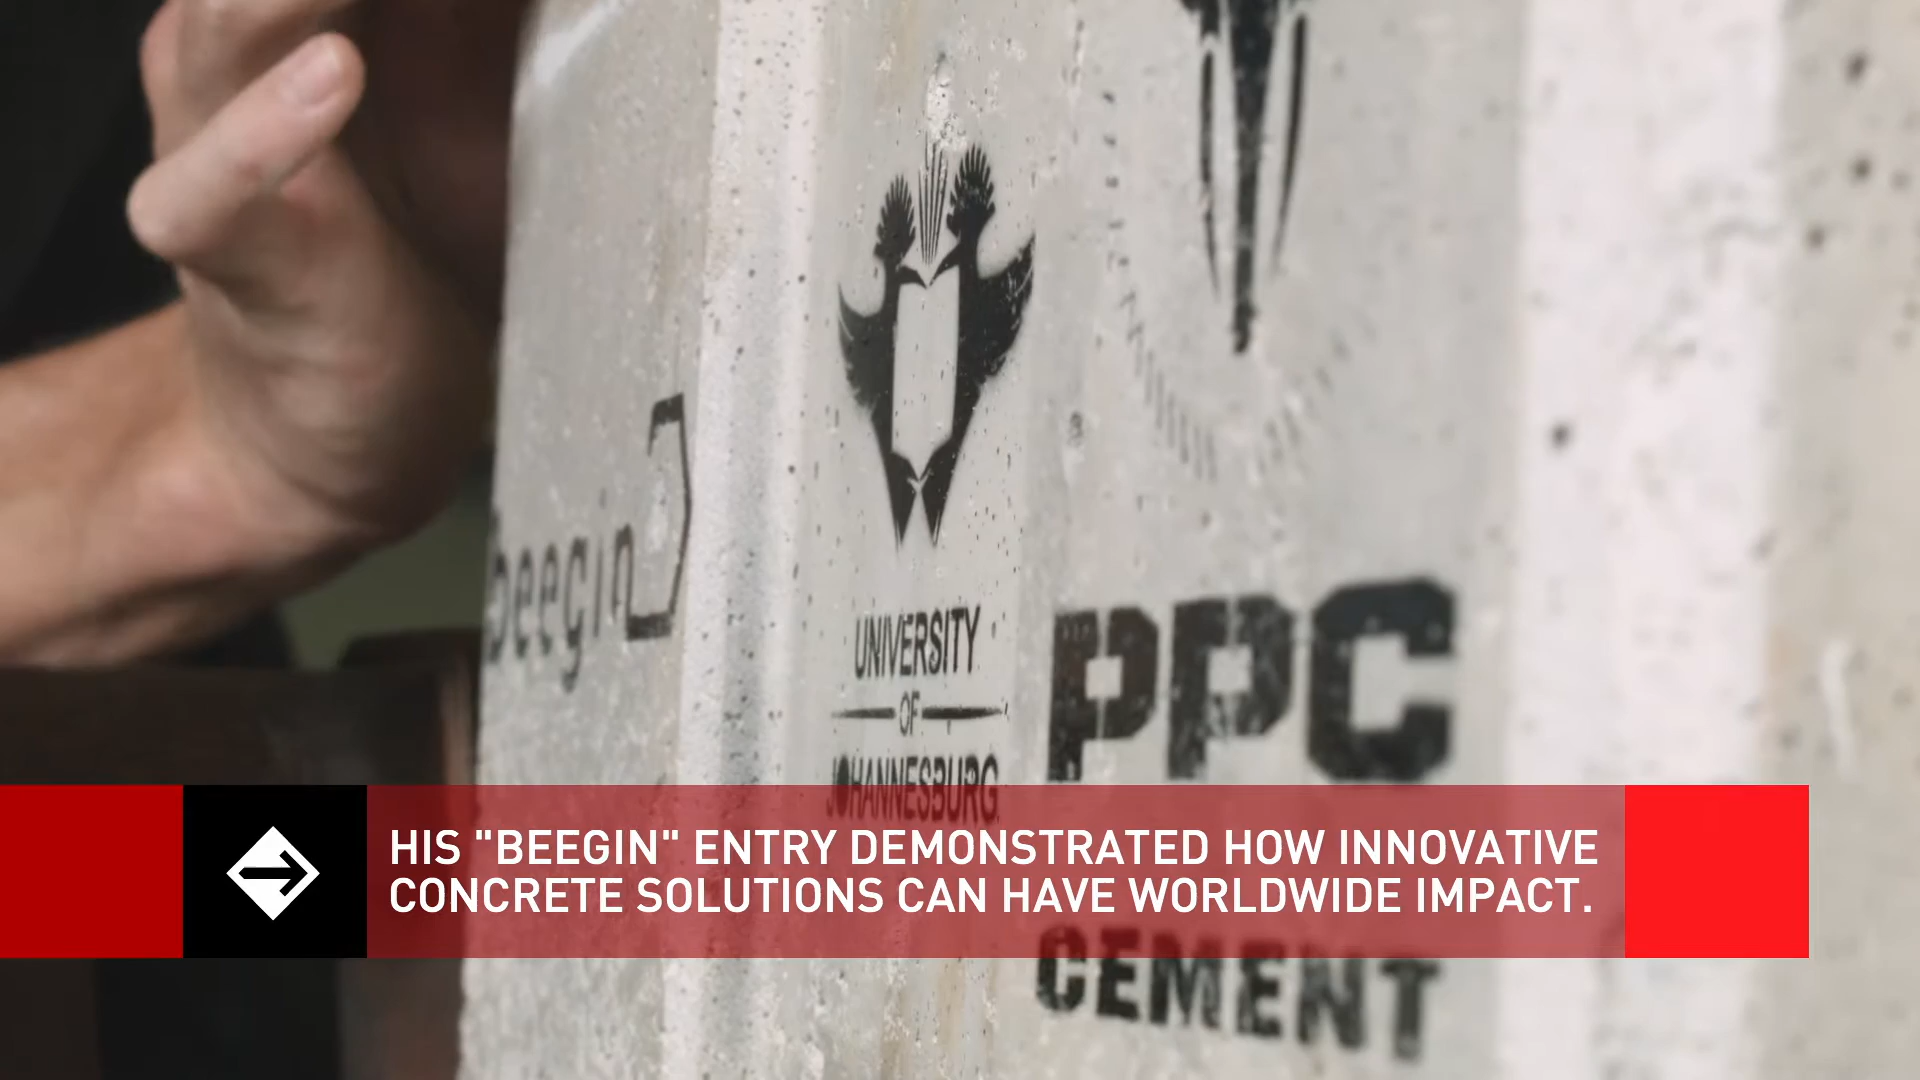 beegin
UNIVERSITY
OF
JOHANNESBURG
PPC
CEMENT
HIS "BEEGIN" ENTRY DEMONSTRATED HOW INNOVATIVE
CONCRETE SOLUTIONS CAN HAVE WORLDWIDE IMPACT.